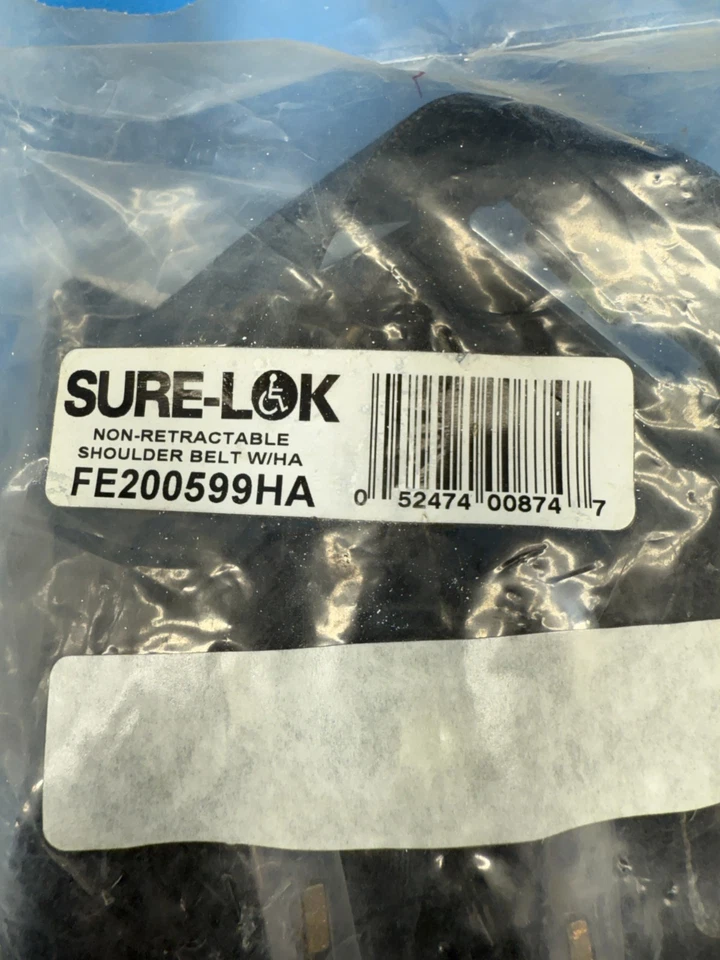 SURE-LOK
NON-RETRACTABLE
SHOULDER BELT W/HA
FE200599HA
0 52474 00874 7